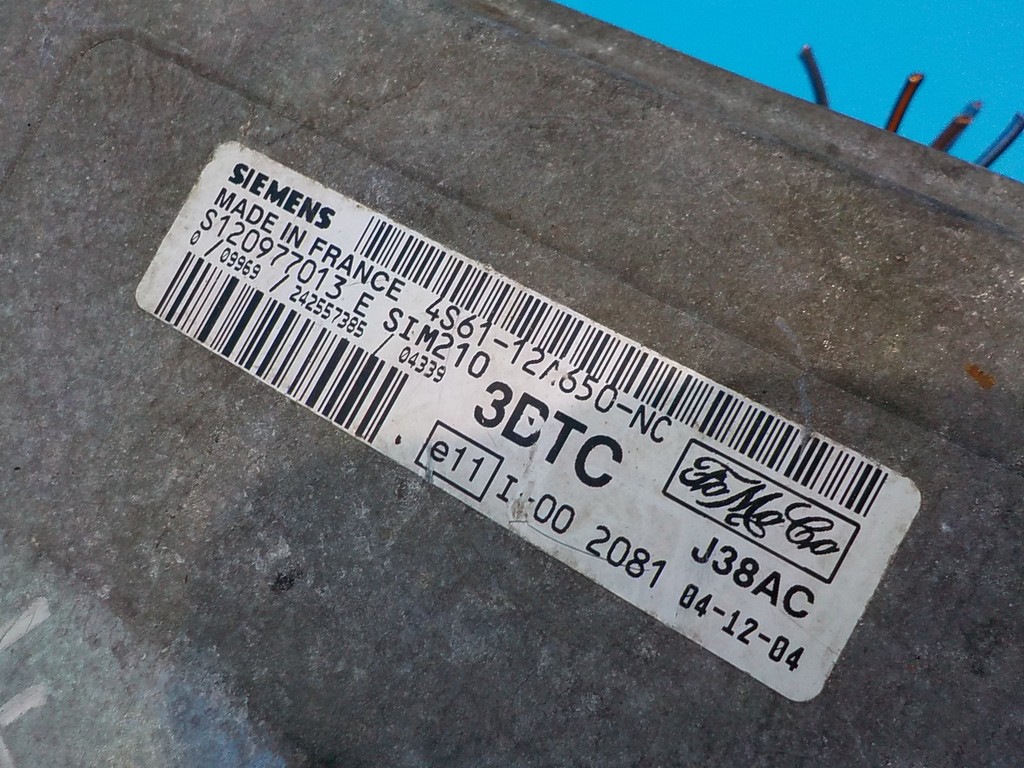 SIEMENS
MADE IN FRANCE 4S61-12A650-NC
S120977013 E SIM210
0 / 09969 / 242557385 / 04339
3DTC
FoMoCo
e11 I-00 2081
J38AC
04-12-04